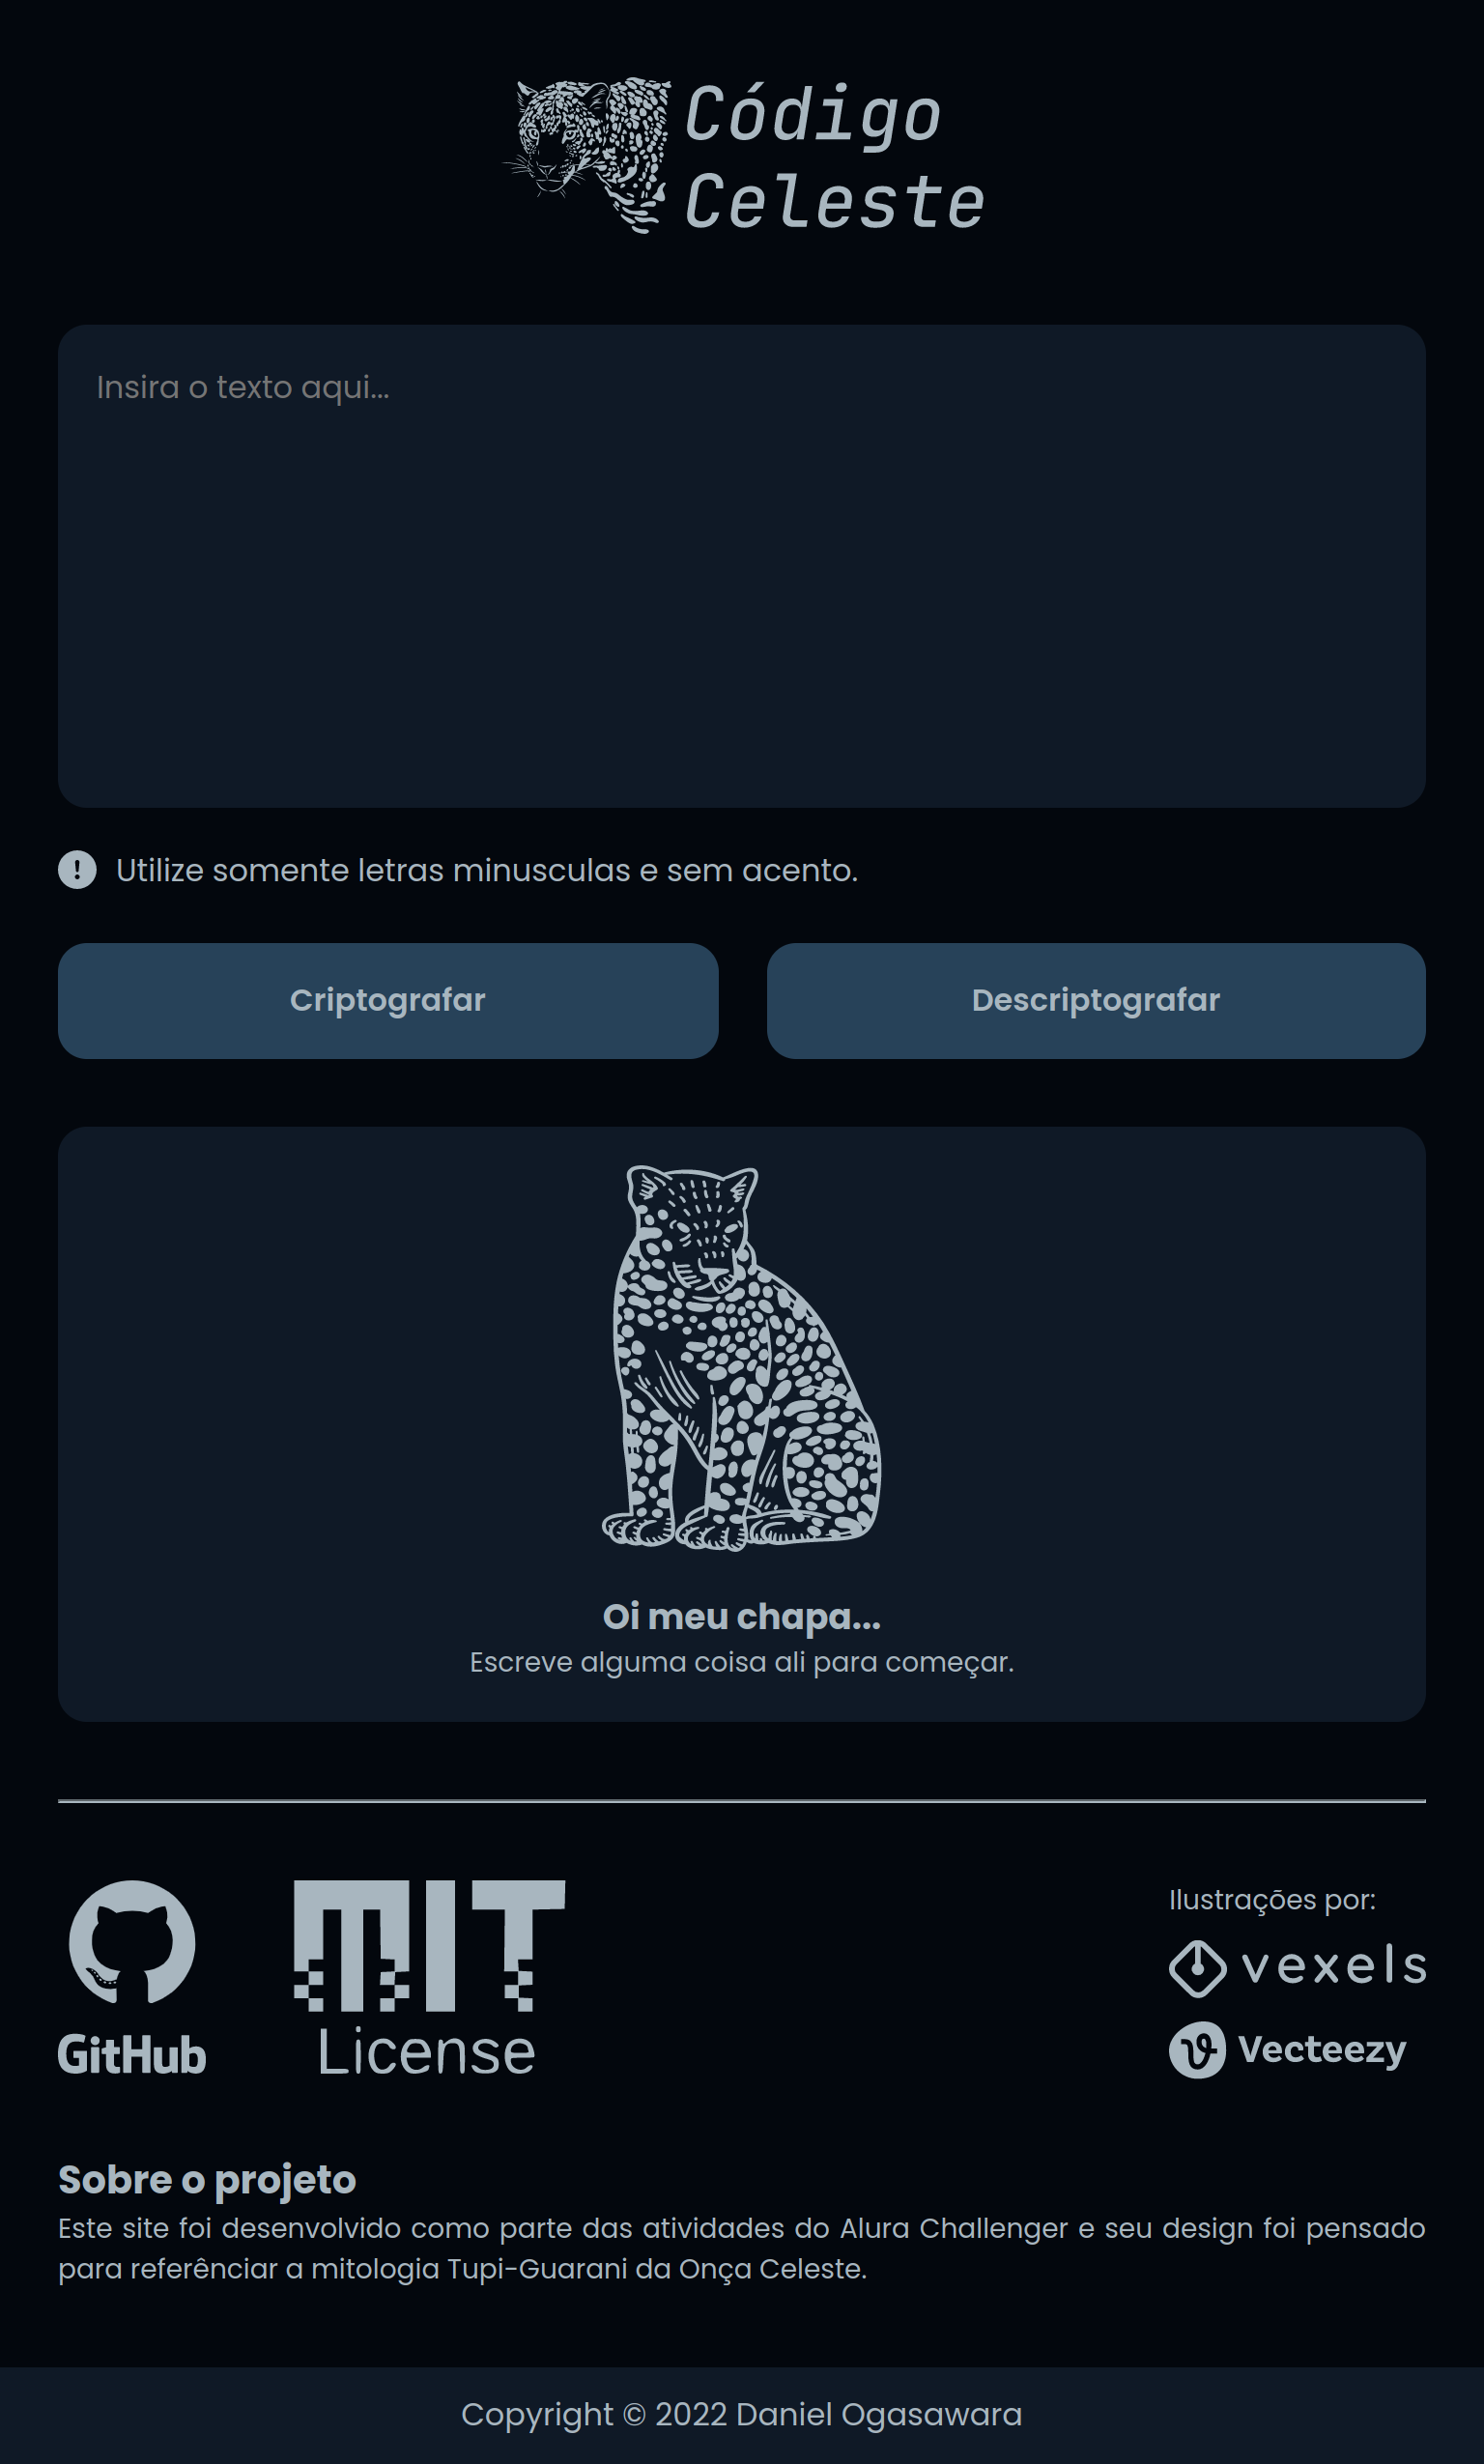 Código
Celeste
Insira o texto aqui...
! Utilize somente letras minusculas e sem acento.
Criptografar
Descriptografar
Oi meu chapa...
Escreve alguma coisa ali para começar.
GitHub
MIT
License
Ilustrações por:
vexels
Vecteezy
Sobre o projeto
Este site foi desenvolvido como parte das atividades do Alura Challenger e seu design foi pensado
para referênciar a mitologia Tupi-Guarani da Onça Celeste.
Copyright © 2022 Daniel Ogasawara